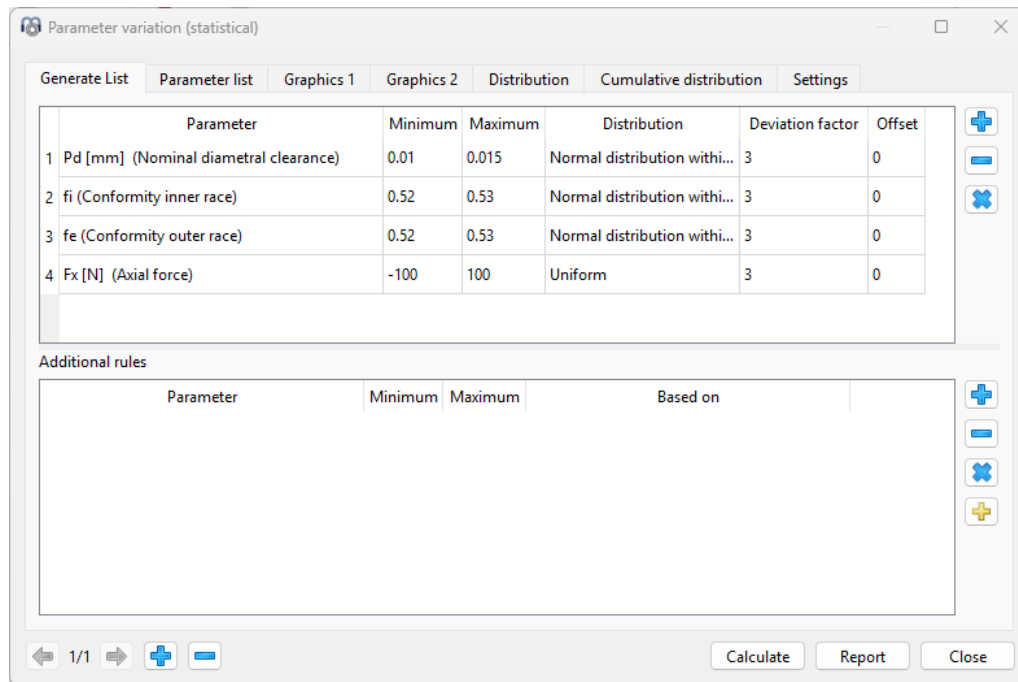 Parameter variation (statistical)
Generate List Parameter list Graphics 1 Graphics 2 Distribution Cumulative distribution Settings
Parameter Minimum Maximum Distribution Deviation factor Offset
1 Pd [mm] (Nominal diametral clearance) 0.01 0.015 Normal distribution withi... 3 0
2 fi (Conformity inner race) 0.52 0.53 Normal distribution withi... 3 0
3 fe (Conformity outer race) 0.52 0.53 Normal distribution withi... 3 0
4 Fx [N] (Axial force) -100 100 Uniform 3 0
Additional rules
Parameter Minimum Maximum Based on
1/1 Calculate Report Close